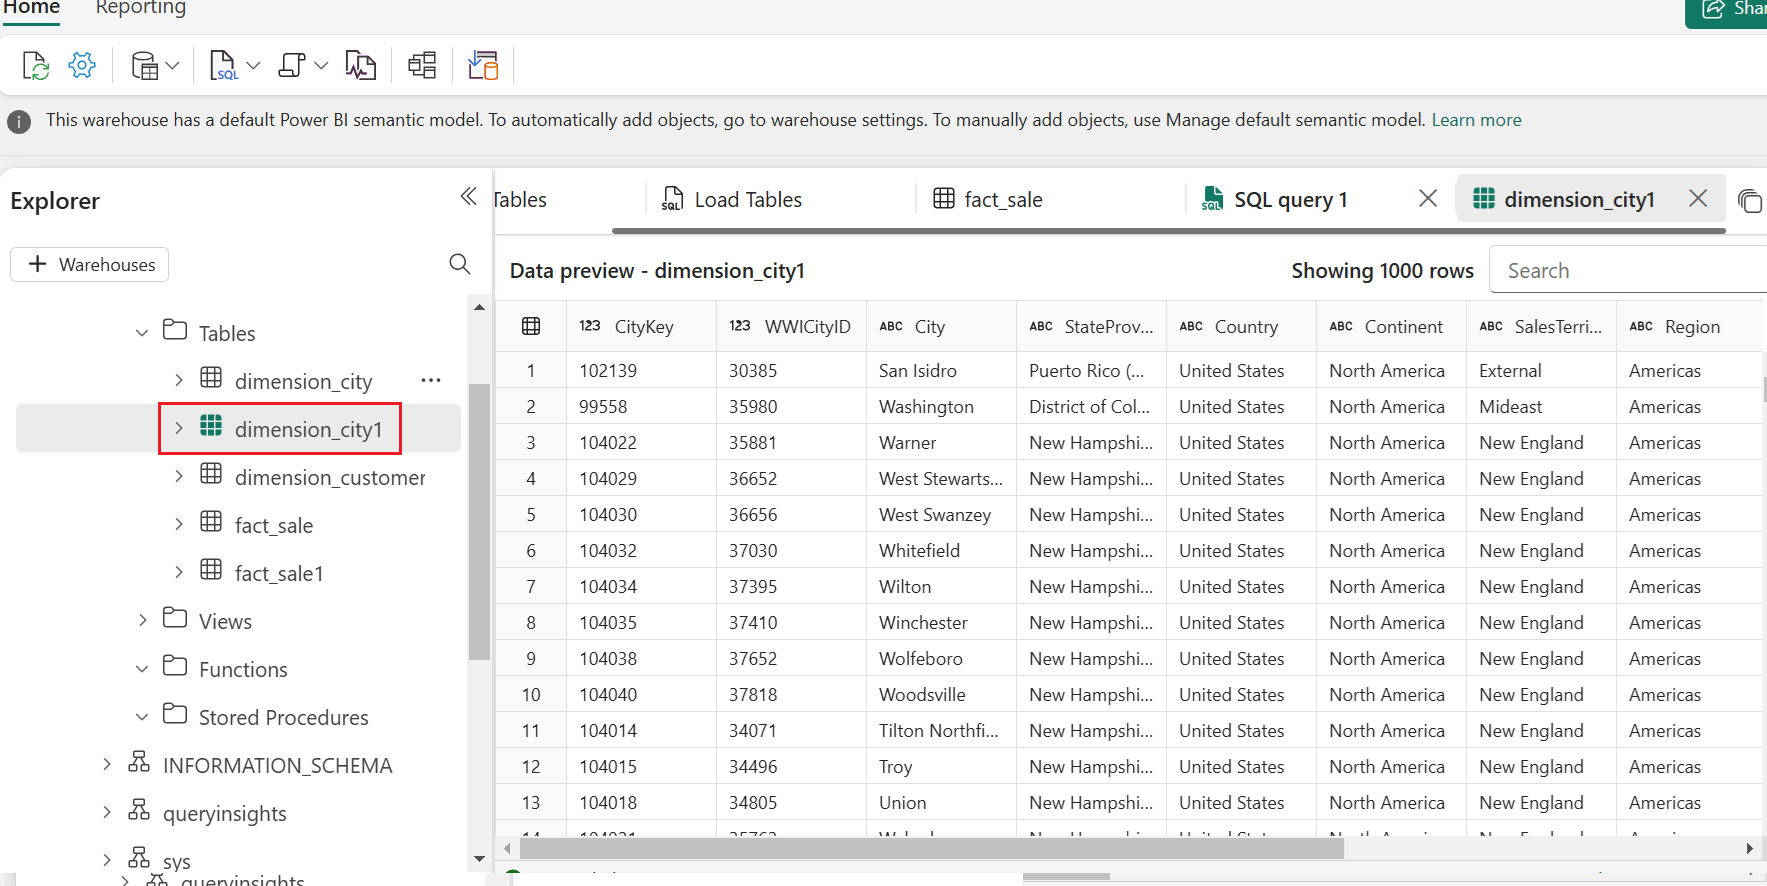 Home Reporting
Shar
SQL
This warehouse has a default Power BI semantic model. To automatically add objects, go to warehouse settings. To manually add objects, use Manage default semantic model. Learn more
Explorer
Tables SQL Load Tables fact_sale SQL SQL query 1 dimension_city1
+ Warehouses
Data preview - dimension_city1 Showing 1000 rows Search
Tables
dimension_city ...
dimension_city1
dimension_customer
fact_sale
fact_sale1
Views
Functions
Stored Procedures
INFORMATION_SCHEMA
queryinsights
sys
queryinsights
123 CityKey 123 WWICityID ABC City ABC StateProv... ABC Country ABC Continent ABC SalesTerri... ABC Region
1 102139 30385 San Isidro Puerto Rico (... United States North America External Americas
2 99558 35980 Washington District of Col... United States North America Mideast Americas
3 104022 35881 Warner New Hampshi... United States North America New England Americas
4 104029 36652 West Stewarts... New Hampshi... United States North America New England Americas
5 104030 36656 West Swanzey New Hampshi... United States North America New England Americas
6 104032 37030 Whitefield New Hampshi... United States North America New England Americas
7 104034 37395 Wilton New Hampshi... United States North America New England Americas
8 104035 37410 Winchester New Hampshi... United States North America New England Americas
9 104038 37652 Wolfeboro New Hampshi... United States North America New England Americas
10 104040 37818 Woodsville New Hampshi... United States North America New England Americas
11 104014 34071 Tilton Northfi... New Hampshi... United States North America New England Americas
12 104015 34496 Troy New Hampshi... United States North America New England Americas
13 104018 34805 Union New Hampshi... United States North America New England Americas